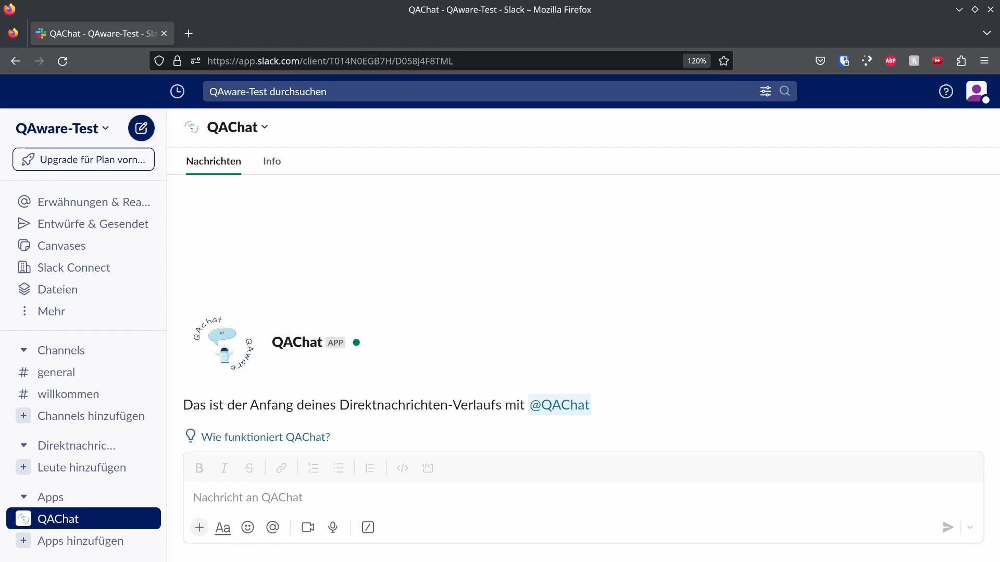 QAChat - QAware-Test - Slack – Mozilla Firefox
QAChat - QAware-Test - Sla
https://app.slack.com/client/T014N0EGB7H/D058J4F8TML
120%
ABP
QAware-Test durchsuchen
QAware-Test
Upgrade für Plan vorn...
Erwähnungen & Rea...
Entwürfe & Gesendet
Canvases
Slack Connect
Dateien
Mehr
Channels
# general
# willkommen
+ Channels hinzufügen
Direktnachric...
+ Leute hinzufügen
Apps
QAChat
+ Apps hinzufügen
QAChat
Nachrichten
Info
QAchat
Hi!
QAware
QAChat APP
Das ist der Anfang deines Direktnachrichten-Verlaufs mit @QAChat
Wie funktioniert QAChat?
Nachricht an QAChat
Aa